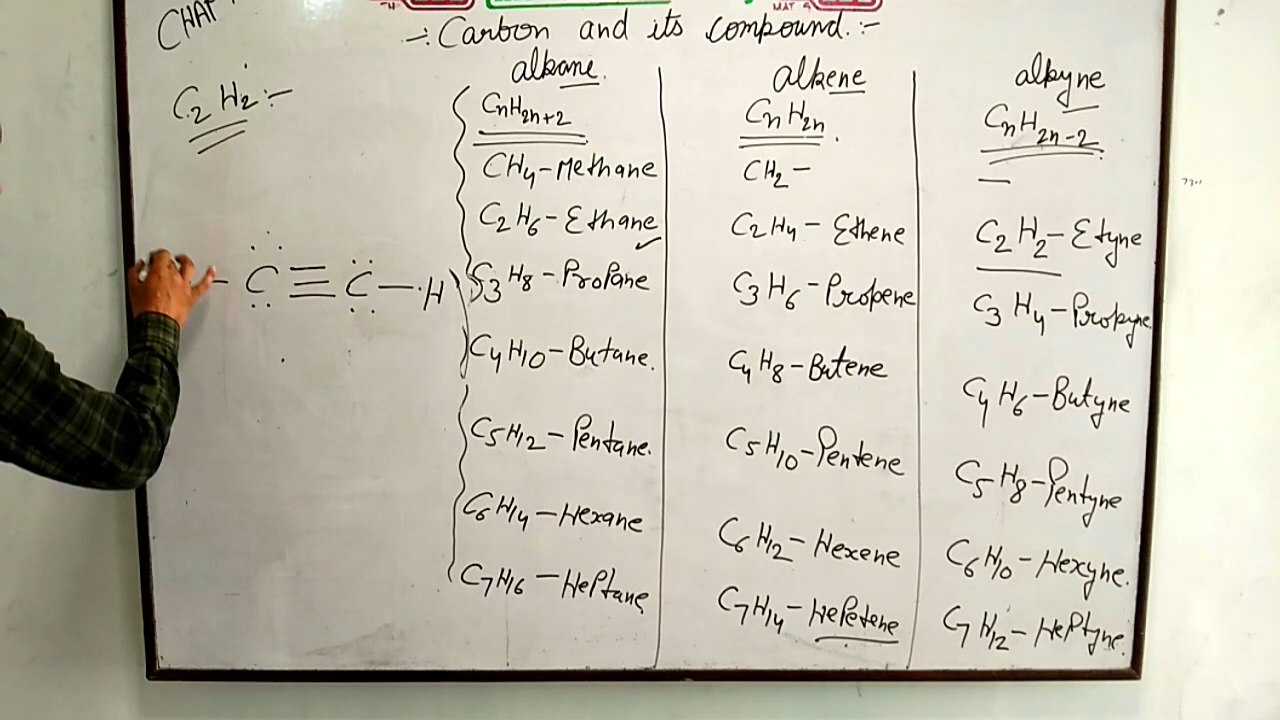 CHAP
MAT
-: Carbon and its compound:-
C2H2:-
- C ≡ C - H
alkane
CnH2n+2
CH4-Methane
C2H6-Ethane
C3H8-Propane
C4H10-Butane.
C5H12-Pentane.
C6H14-Hexane
C7H16-Heptane
alkene
CnH2n.
CH2-
C2H4-Ethene
C3H6-Propene
C4H8-Butene
C5H10-Pentene
C6H12-Hexene
C7H14-Hepetene
alkyne
CnH2n-2
-
C2H2-Etyne
C3H4-Propyne
C4H6-Butyne
C5H8-Pentyne
C6H10-Hexyne.
C7H12-Heptyne.